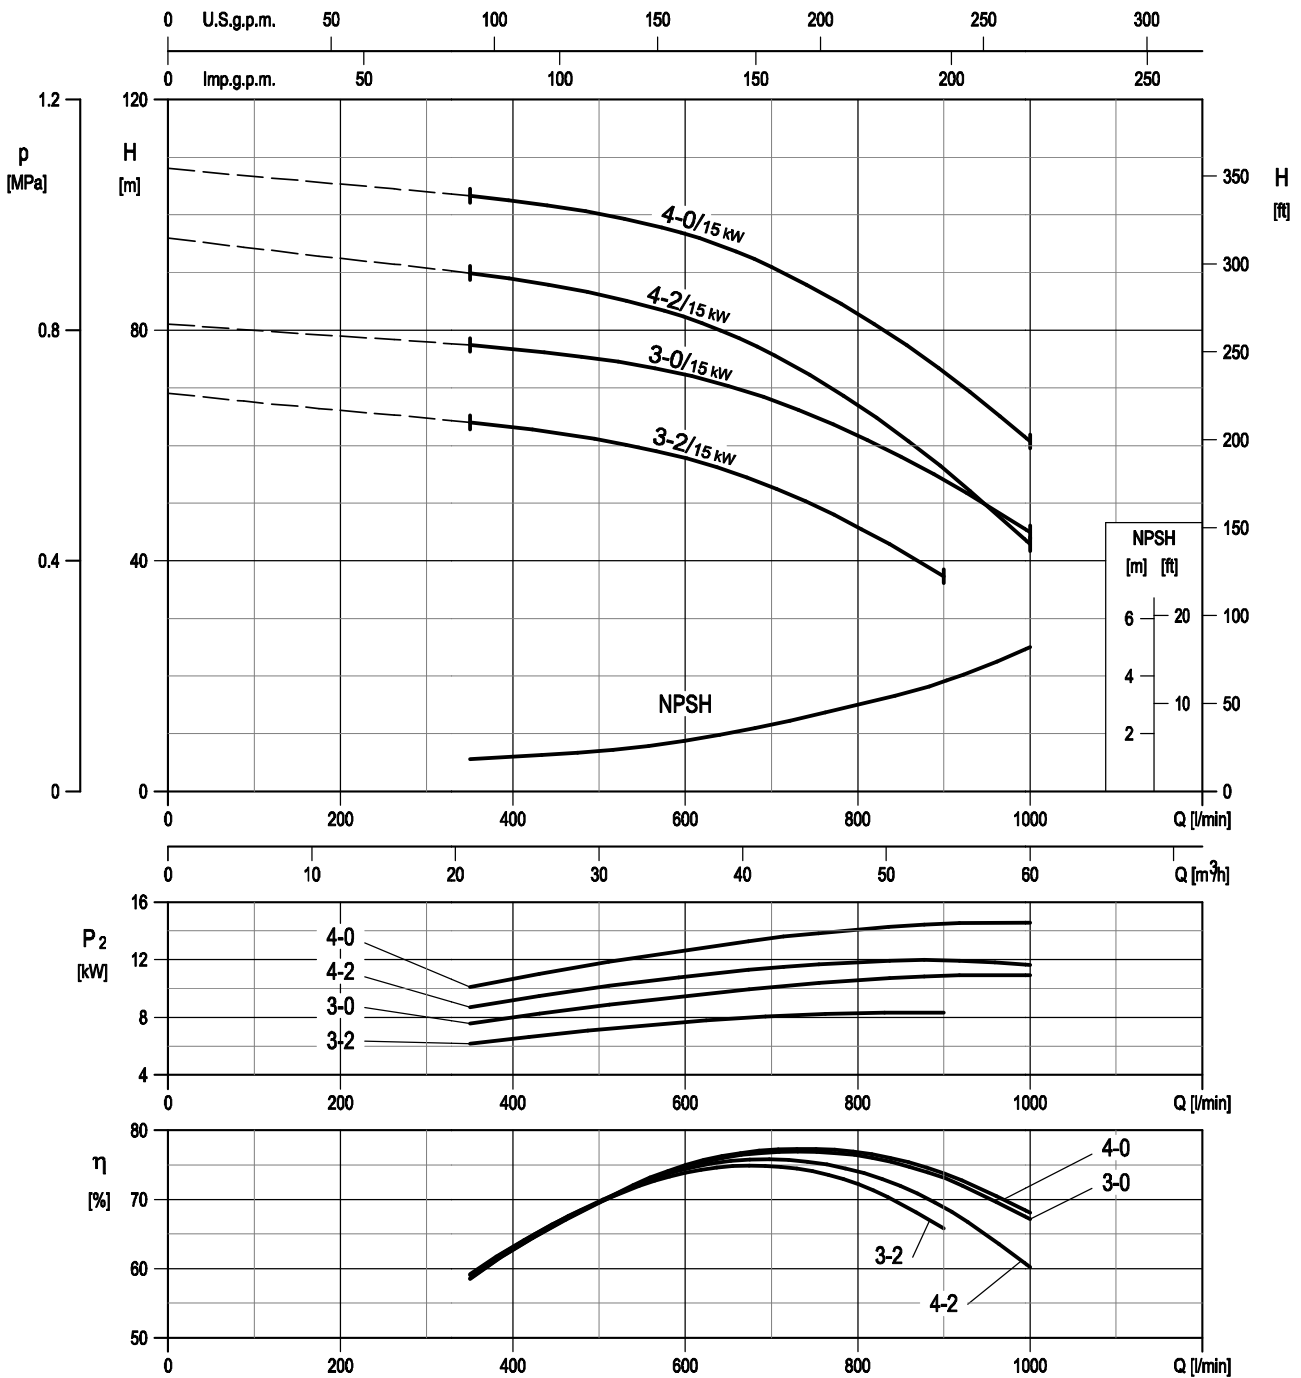 0 U.S.g.p.m. 50 100 150 200 250 300
0 Imp.g.p.m. 50 100 150 200 250
1.2 120
p H
[MPa] [m]
350 H
[ft]
4-0/15 kW
300
4-2/15 kW
0.8 80
3-0/15 kW
250
3-2/15 kW
200
150
NPSH
[m] [ft]
0.4 40
6 20 100
4
NPSH
10 50
2
0 0 0
0 200 400 600 800 1000 Q [l/min]
0 10 20 30 40 50 60 Q [m³/h]
16
P2
[kW]
4-0
12
4-2
3-0
8
3-2
4
0 200 400 600 800 1000 Q [l/min]
80
η
[%]
4-0
3-0
70
3-2
60
4-2
50
0 200 400 600 800 1000 Q [l/min]